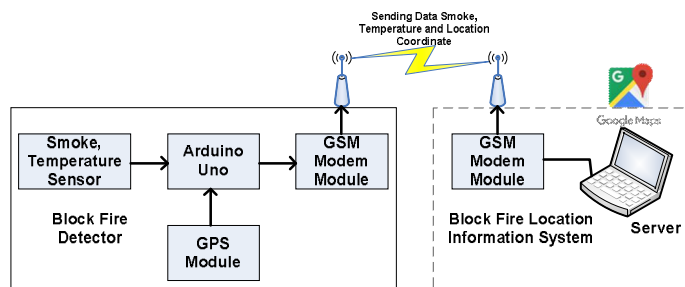 Sending Data Smoke,
Temperature and Location
Coordinate
Smoke,
Temperature
Sensor
Arduino
Uno
GSM
Modem
Module
GPS
Module
Block Fire
Detector
G
Google Maps
GSM
Modem
Module
Block Fire Location
Information System
Server